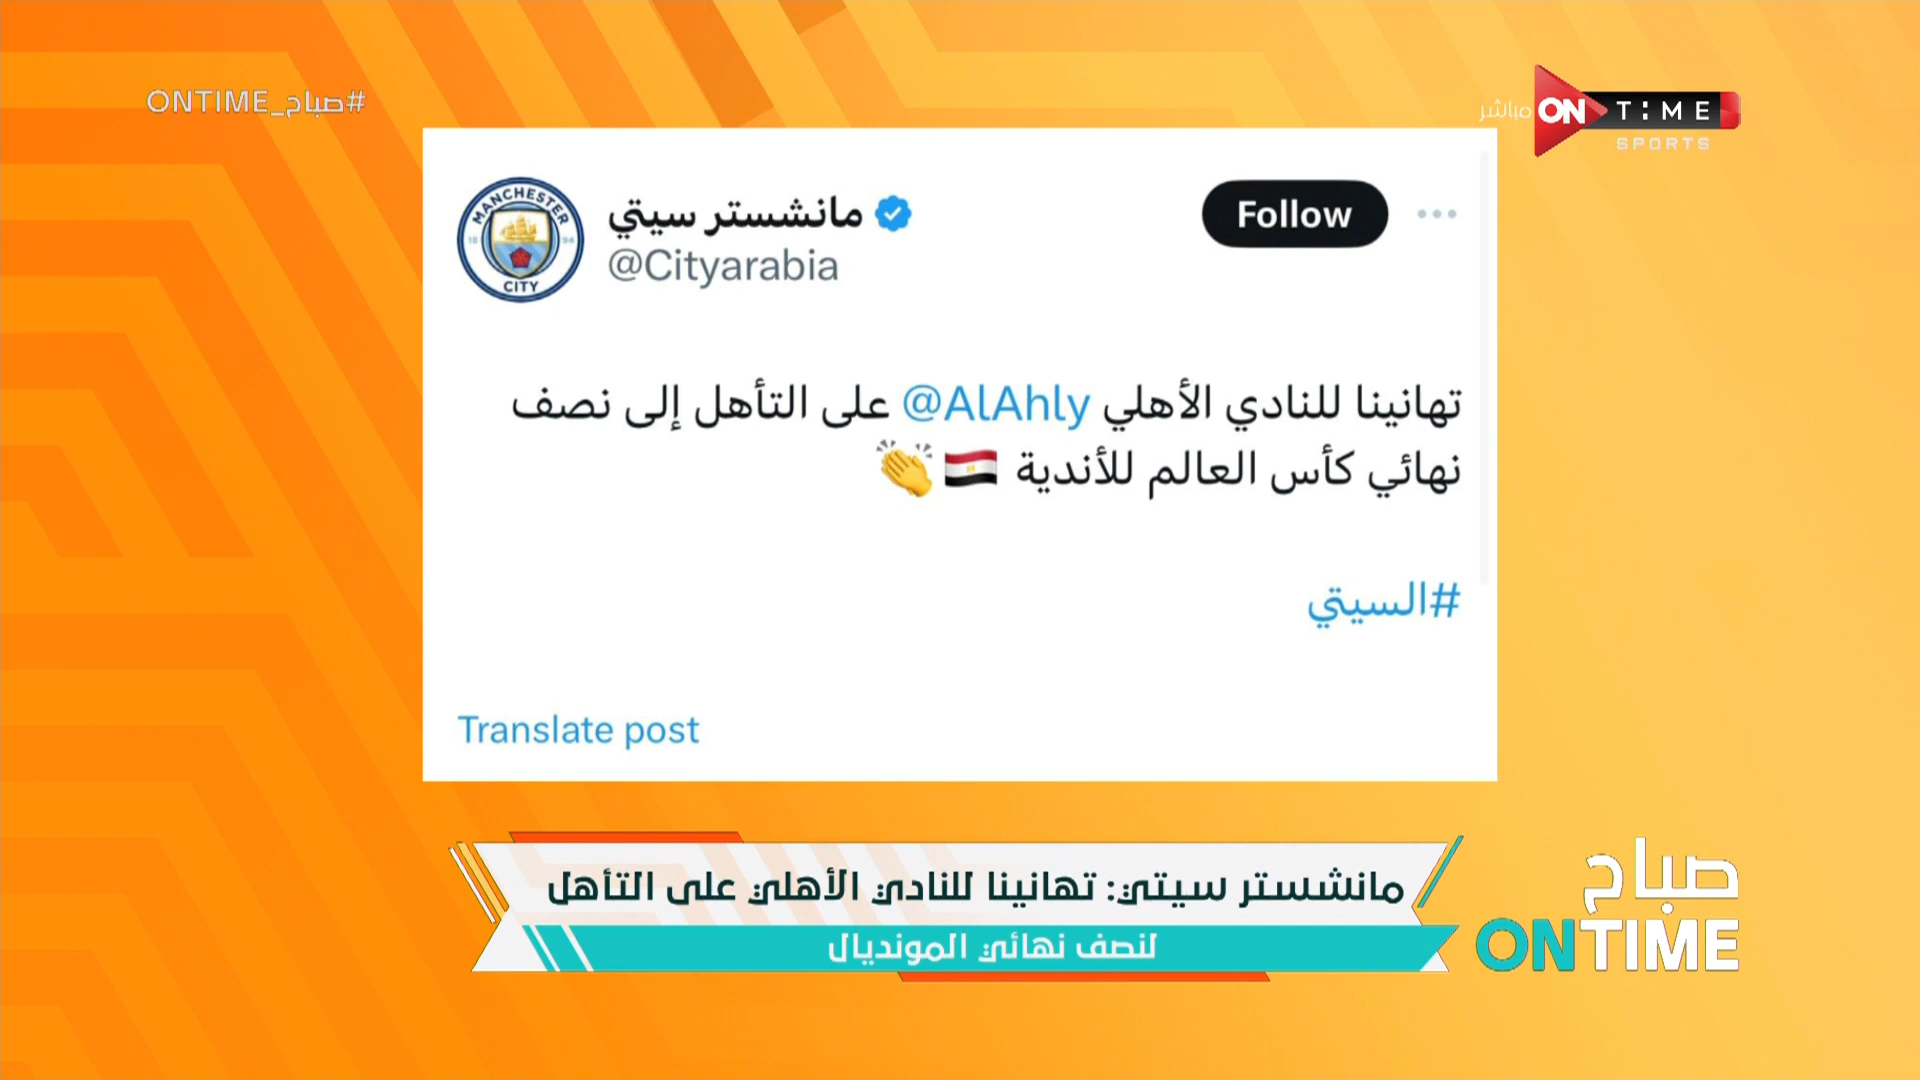 #صباح_ONTIME
مباشر ON TIME
SPORTS
MANCHESTER
18 94
CITY
مانشستر سيتي
@Cityarabia
Follow
تهانينا للنادي الأهلي @AlAhly على التأهل إلى نصف
نهائي كأس العالم للأندية 🇪🇬 👏
#السيتي
Translate post
مانشستر سيتي: تهانينا للنادي الأهلي على التأهل
لنصف نهائي المونديال
صباح
ONTIME